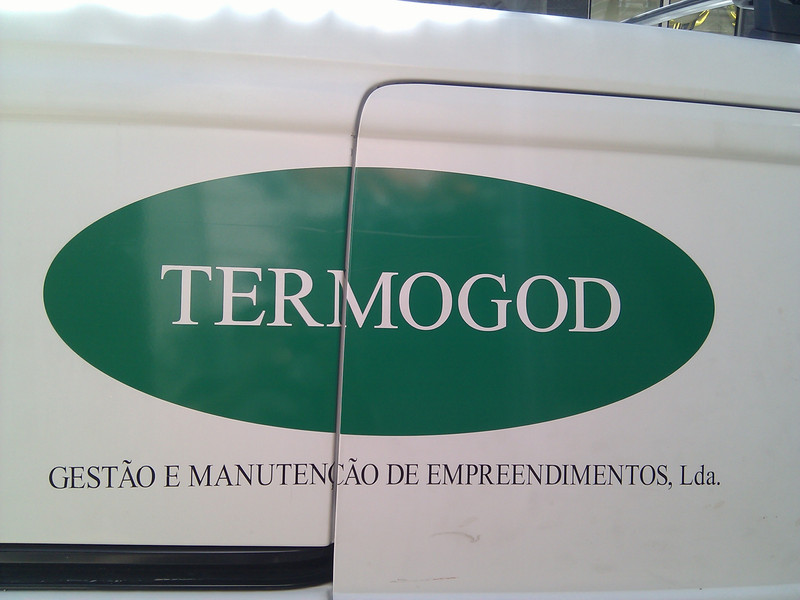 TERMOGOD
GESTÃO E MANUTENÇÃO DE EMPREENDIMENTOS, Lda.